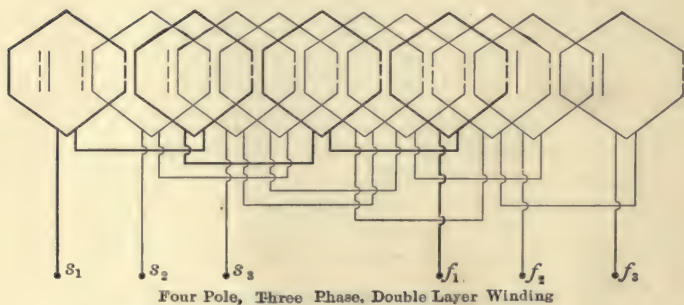 s₁ s₂ s₃ f₁ f₂ f₃
Four Pole, Three Phase, Double Layer Winding